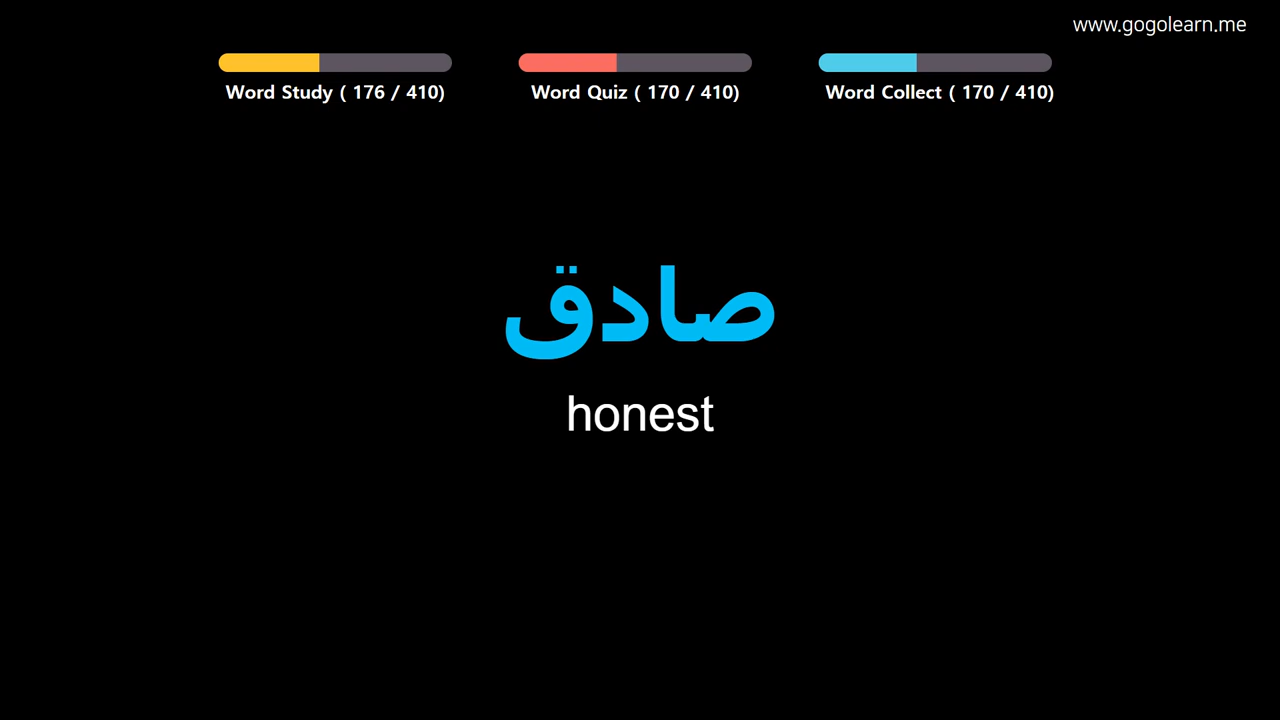 www.gogolearn.me
Word Study ( 176 / 410)
Word Quiz ( 170 / 410)
Word Collect ( 170 / 410)
صادق
honest